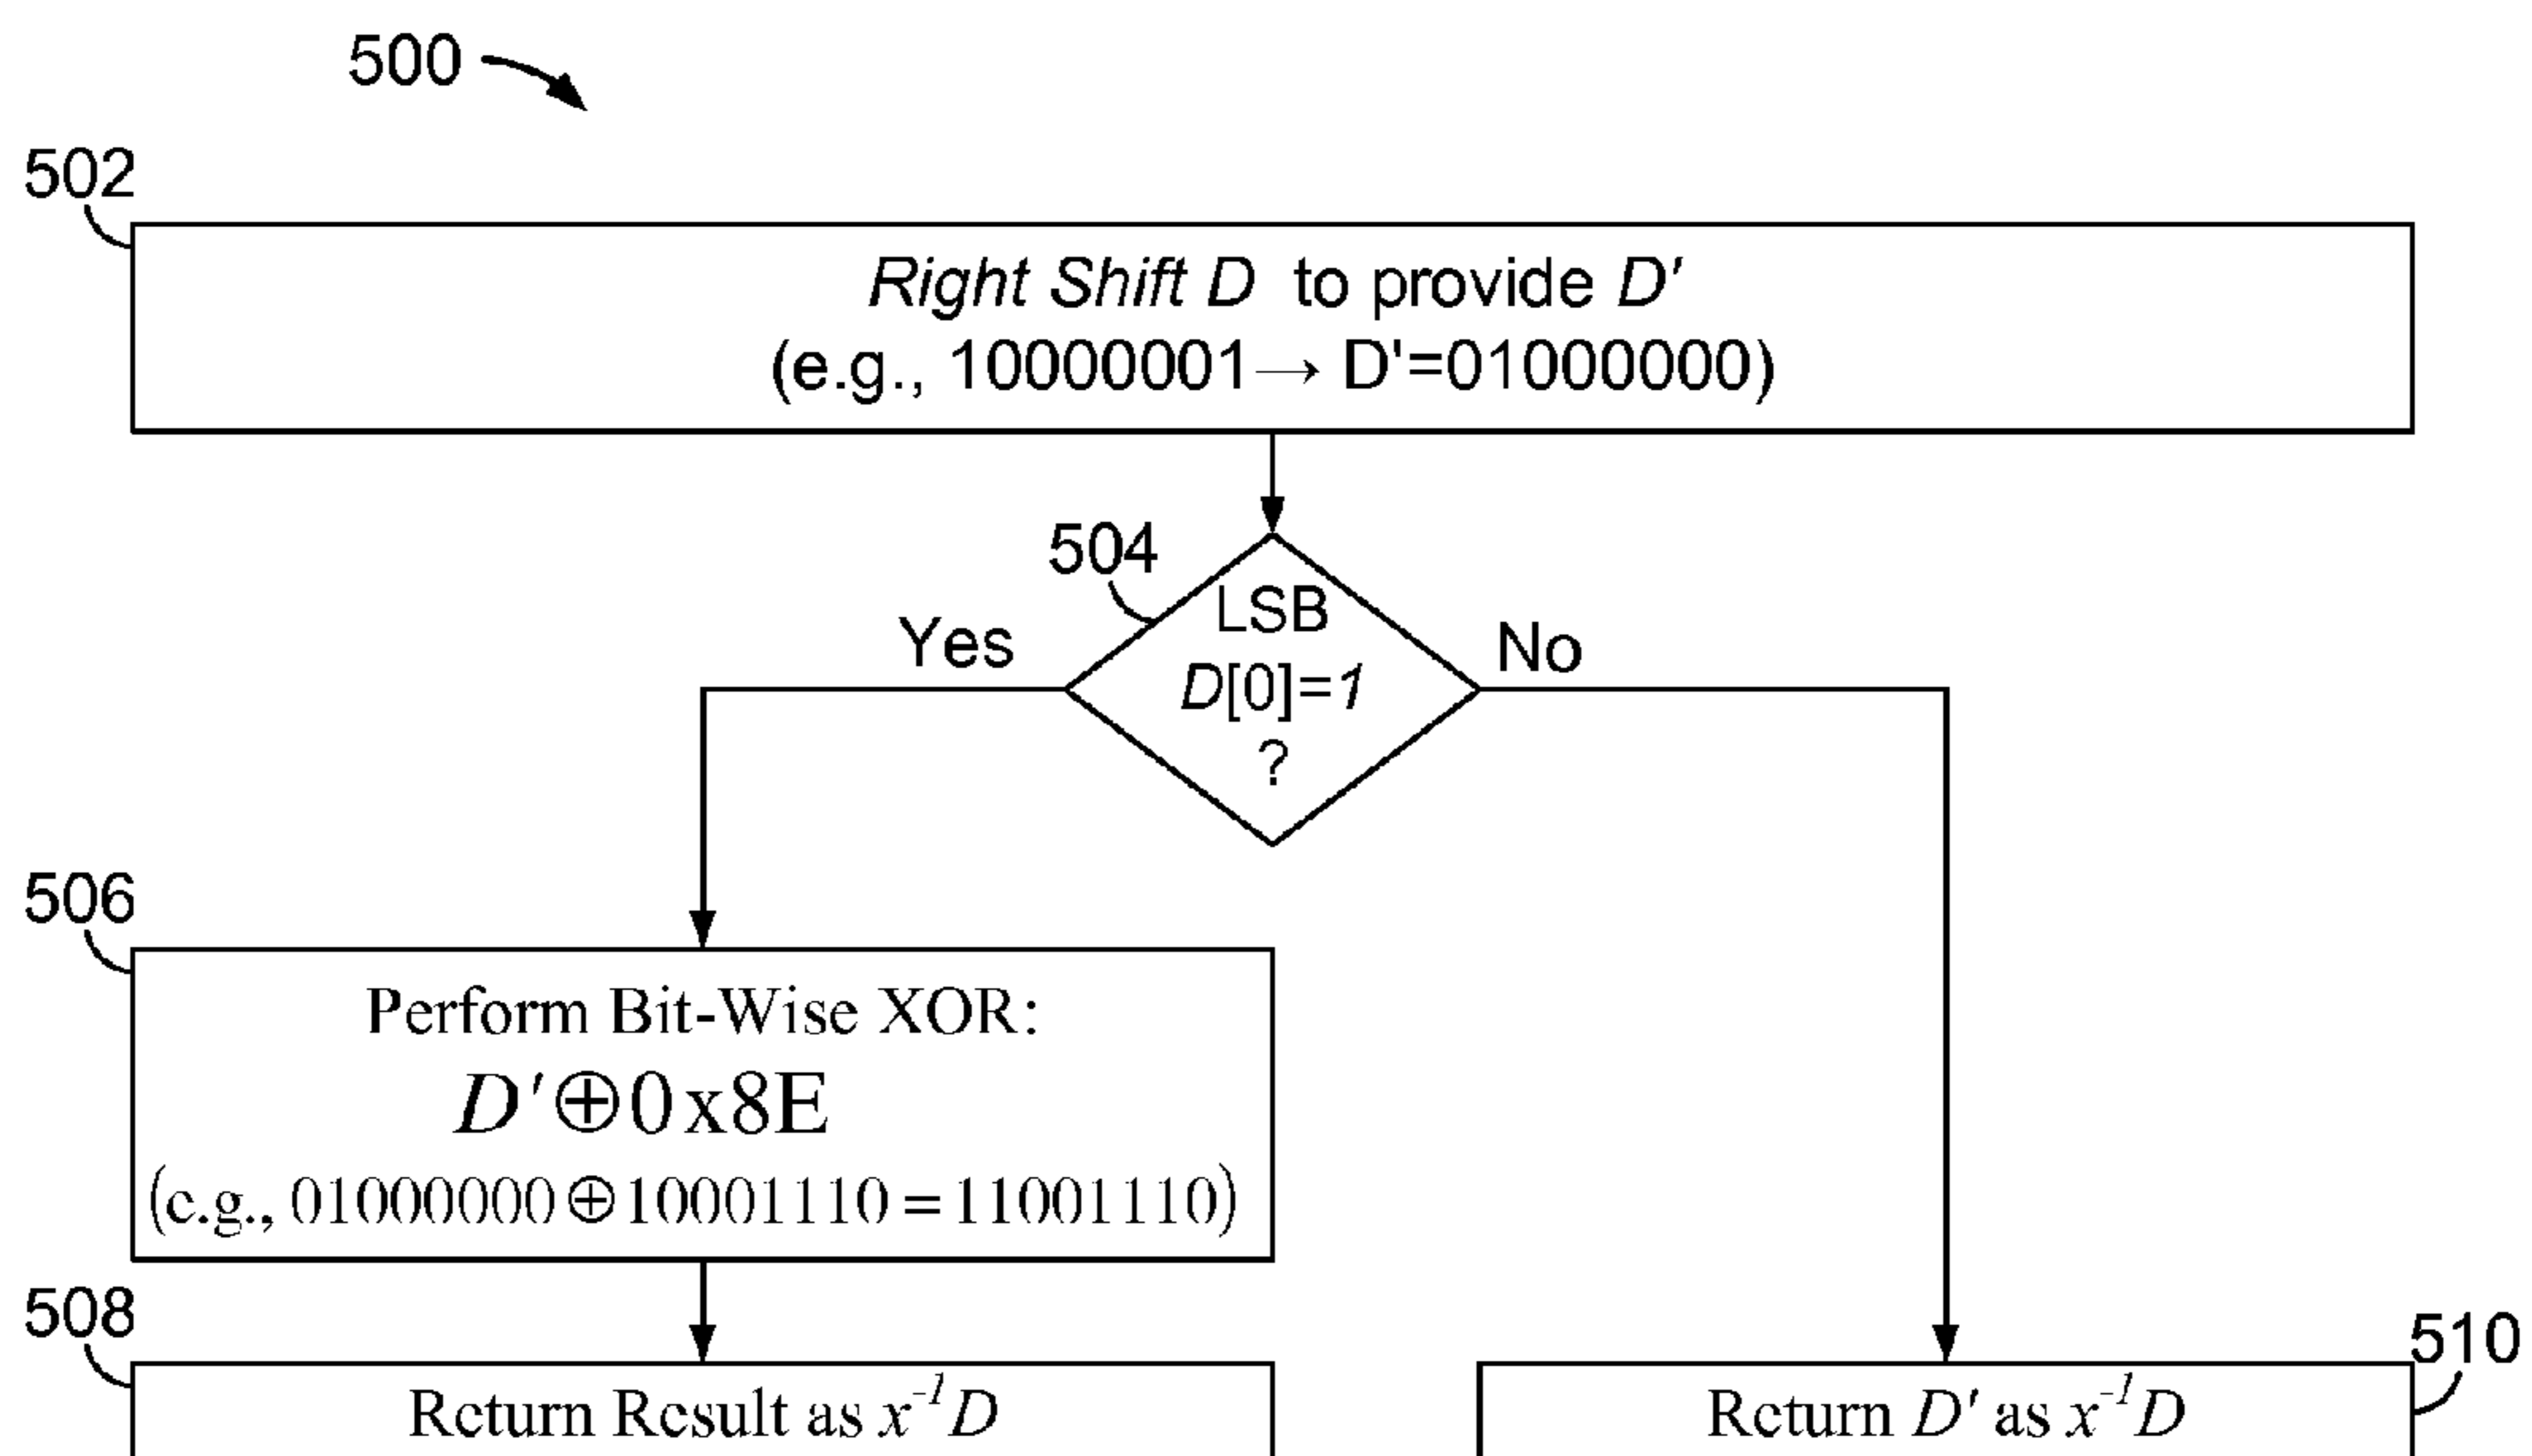 500
502
Right Shift D to provide D'
(e.g., 10000001→ D'=01000000)
504
LSB
D[0]=1
?
Yes
No
506
Perform Bit-Wise XOR:
D'⊕0x8E
(e.g., 01000000⊕10001110=11001110)
508
Return Result as x⁻¹D
510
Return D' as x⁻¹D